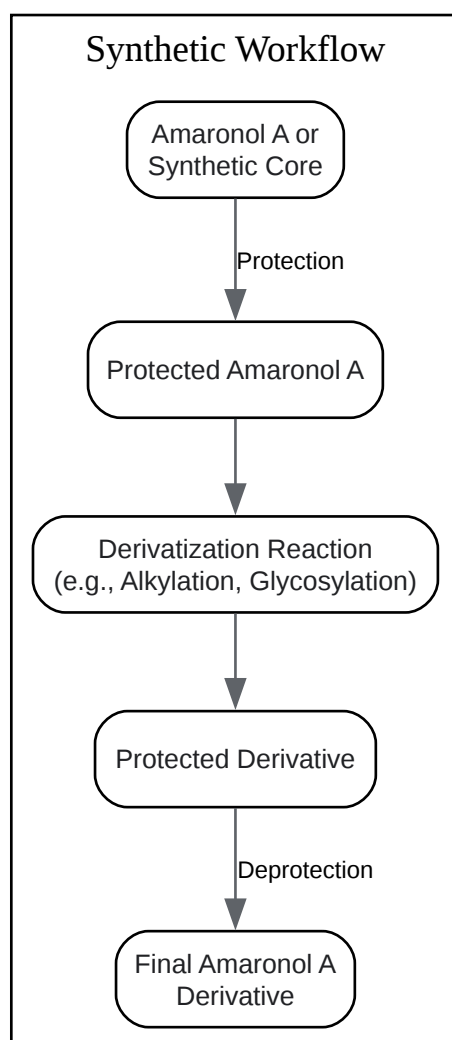 Synthetic Workflow
Amaronol A or
Synthetic Core
Protection
Protected Amaronol A
Derivatization Reaction
(e.g., Alkylation, Glycosylation)
Protected Derivative
Deprotection
Final Amaronol A
Derivative